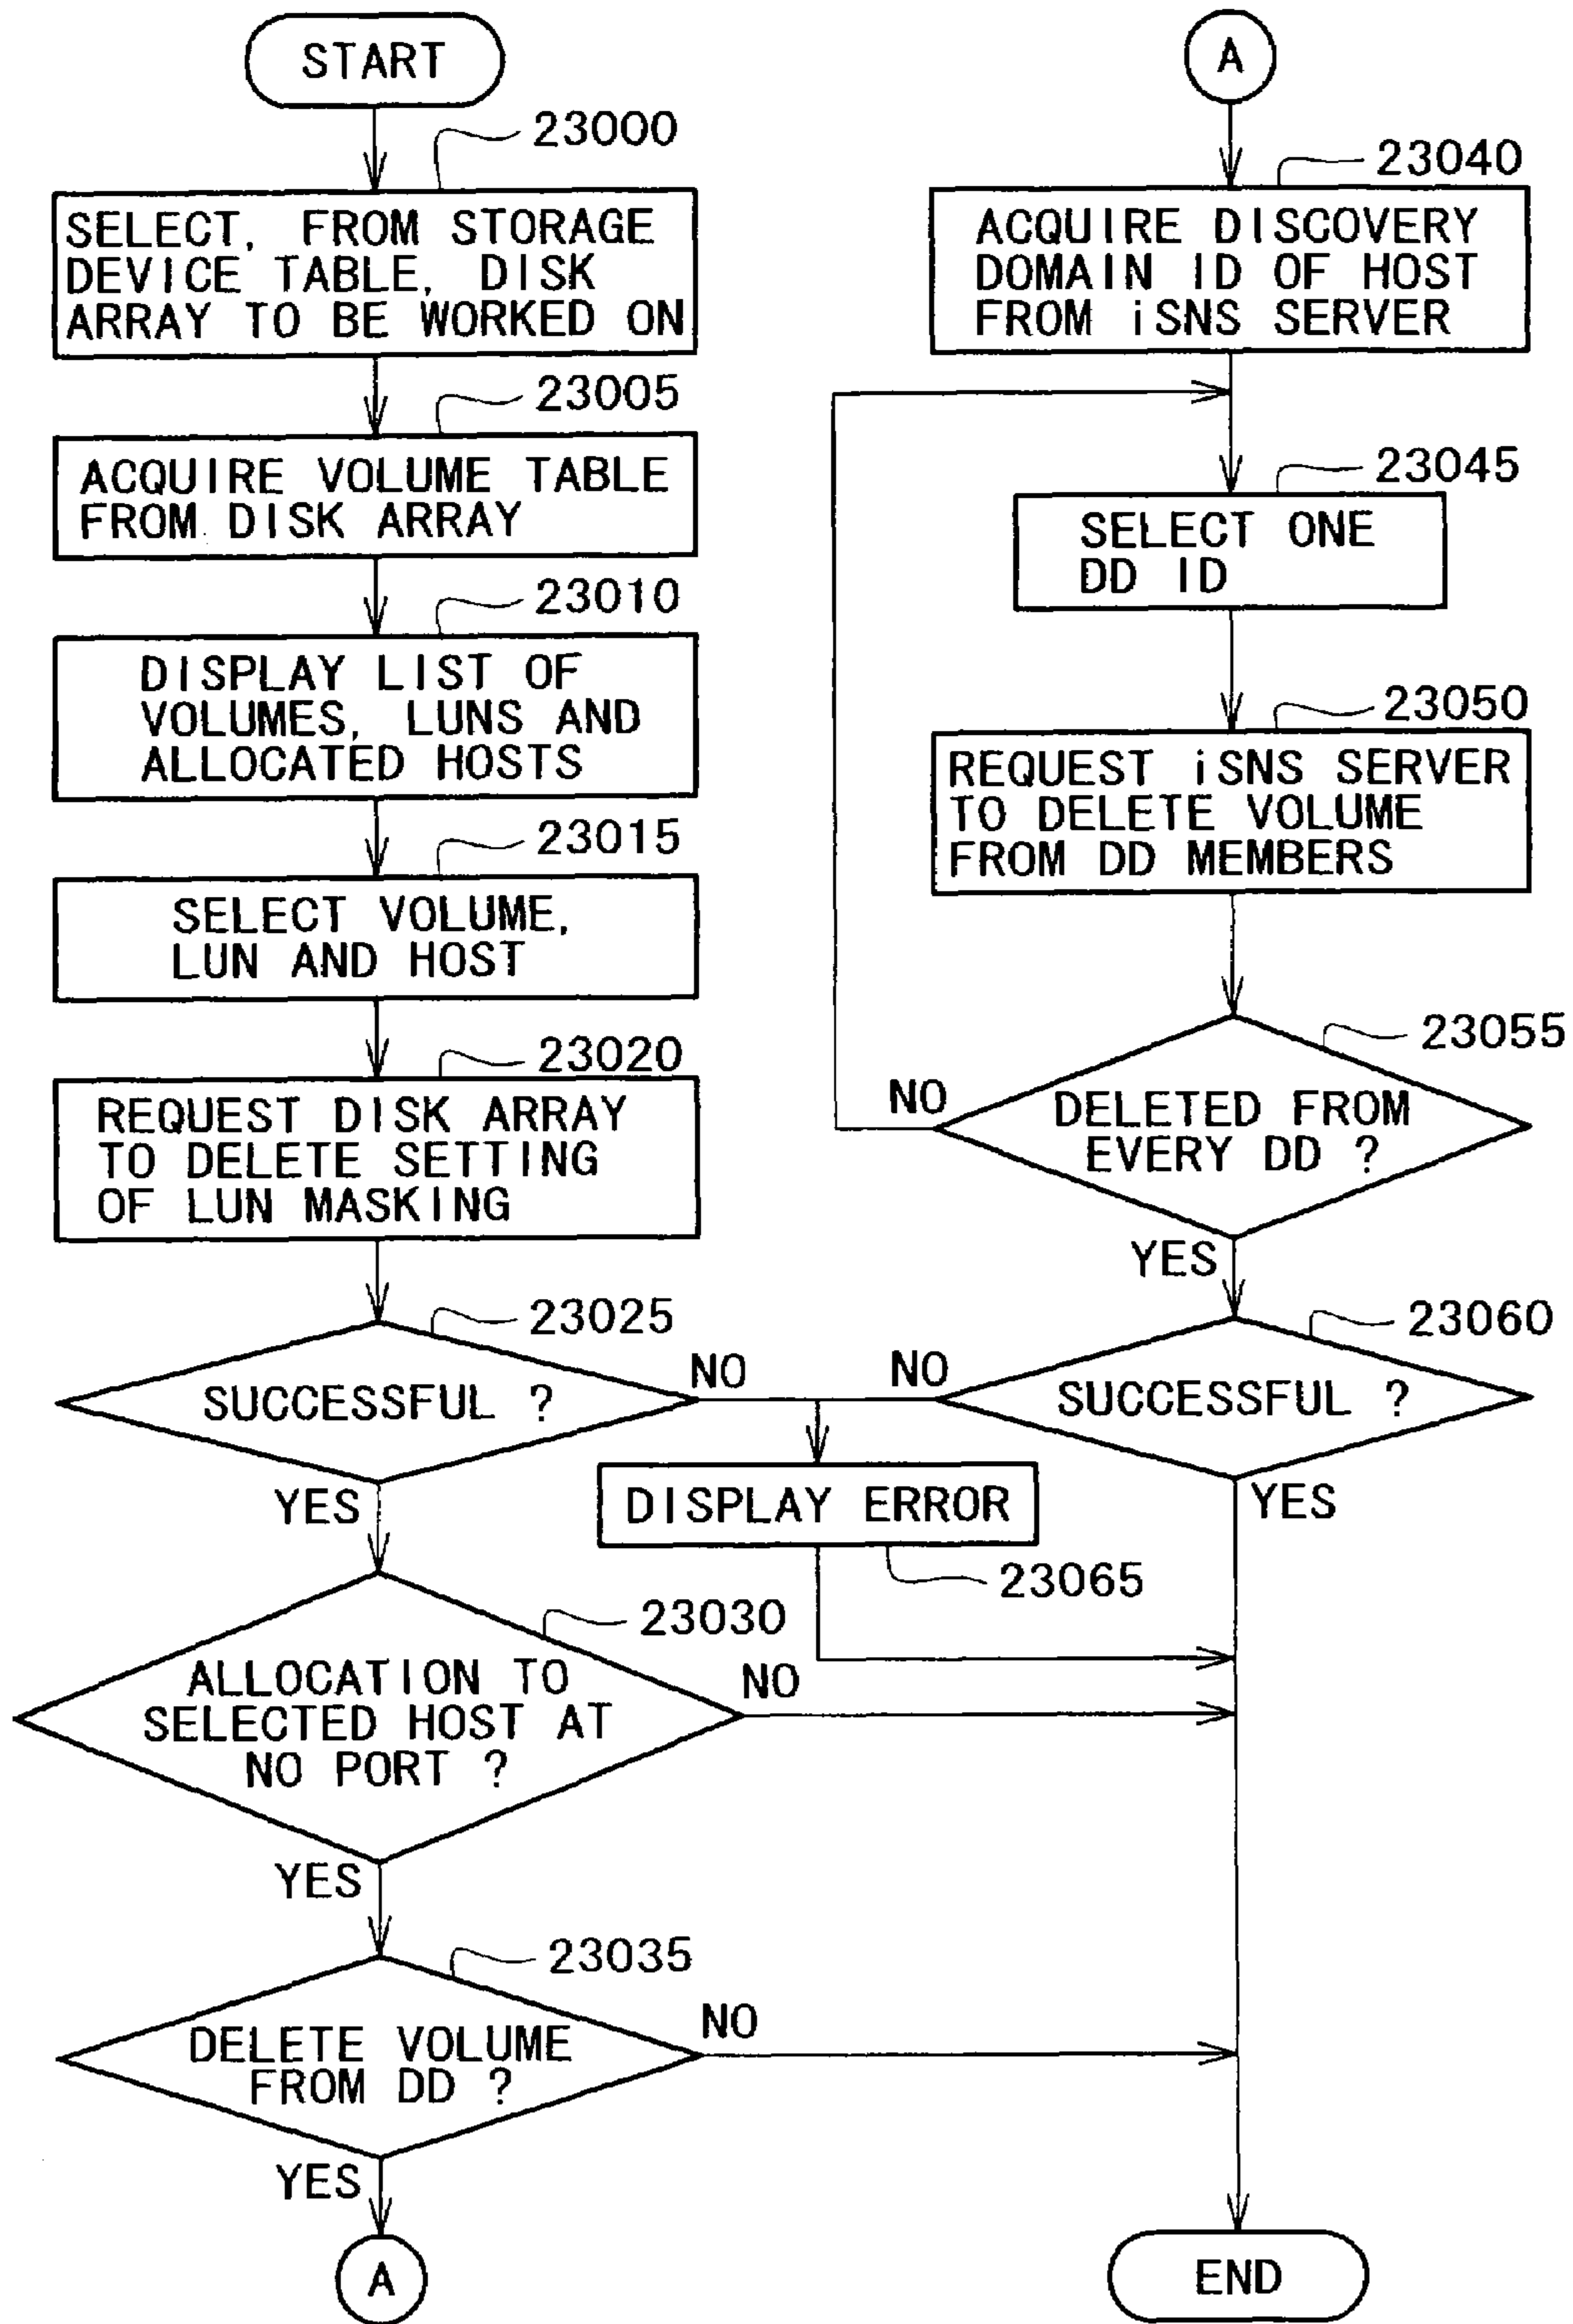 START
23000
SELECT, FROM STORAGE
DEVICE TABLE, DISK
ARRAY TO BE WORKED ON
23005
ACQUIRE VOLUME TABLE
FROM DISK ARRAY
23010
DISPLAY LIST OF
VOLUMES, LUNS AND
ALLOCATED HOSTS
23015
SELECT VOLUME,
LUN AND HOST
23020
REQUEST DISK ARRAY
TO DELETE SETTING
OF LUN MASKING
23025
SUCCESSFUL ?
NO
YES
23030
ALLOCATION TO
SELECTED HOST AT
NO PORT ?
NO
YES
23035
DELETE VOLUME
FROM DD ?
NO
YES
A
A
23040
ACQUIRE DISCOVERY
DOMAIN ID OF HOST
FROM iSNS SERVER
23045
SELECT ONE
DD ID
23050
REQUEST iSNS SERVER
TO DELETE VOLUME
FROM DD MEMBERS
23055
DELETED FROM
EVERY DD ?
NO
YES
23060
SUCCESSFUL ?
NO
YES
DISPLAY ERROR
23065
END